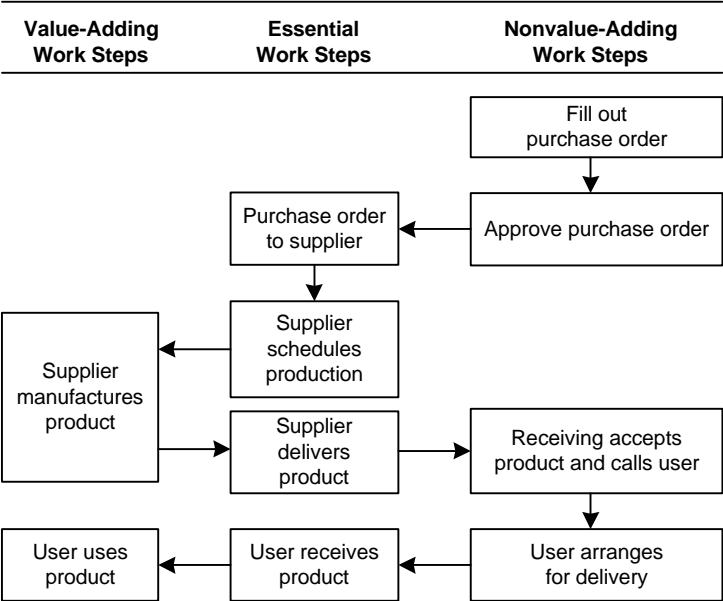 Value-Adding
Work Steps
Essential
Work Steps
Nonvalue-Adding
Work Steps
Fill out
purchase order
Purchase order
to supplier
Approve purchase order
Supplier
manufactures
product
Supplier
schedules
production
Supplier
delivers
product
Receiving accepts
product and calls user
User uses
product
User receives
product
User arranges
for delivery